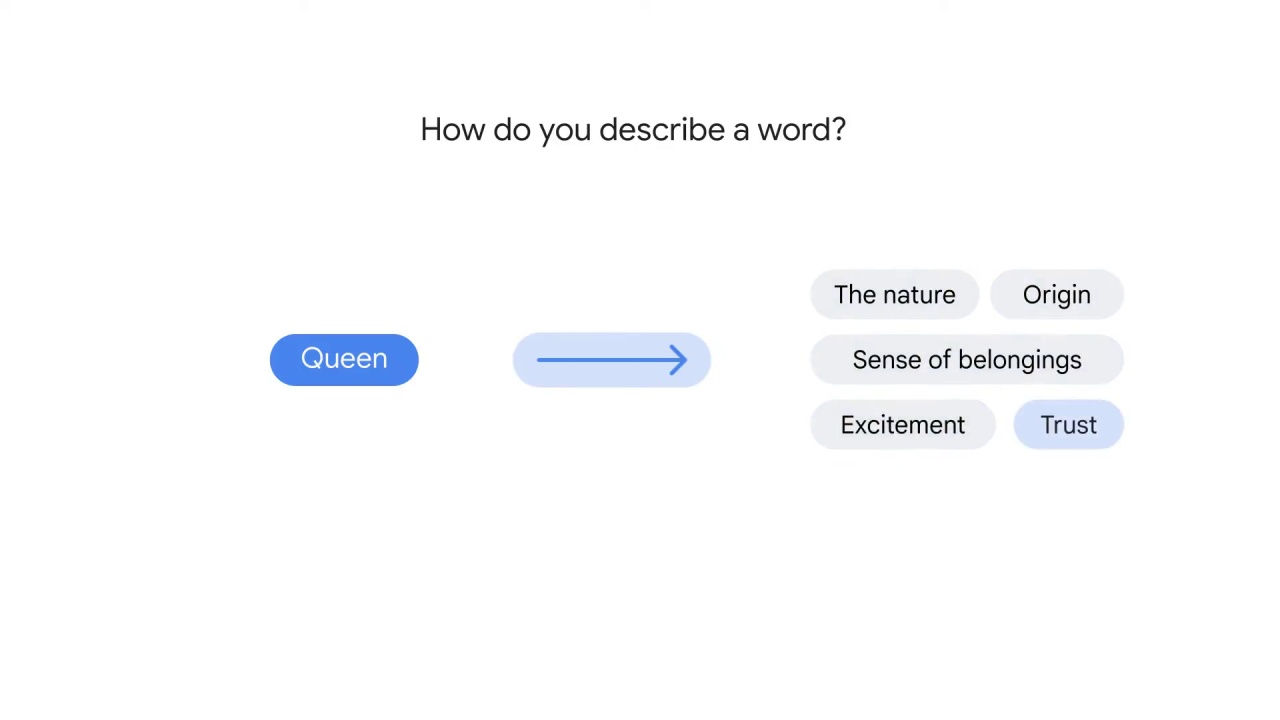 How do you describe a word?
Queen
The nature
Origin
Sense of belongings
Excitement
Trust